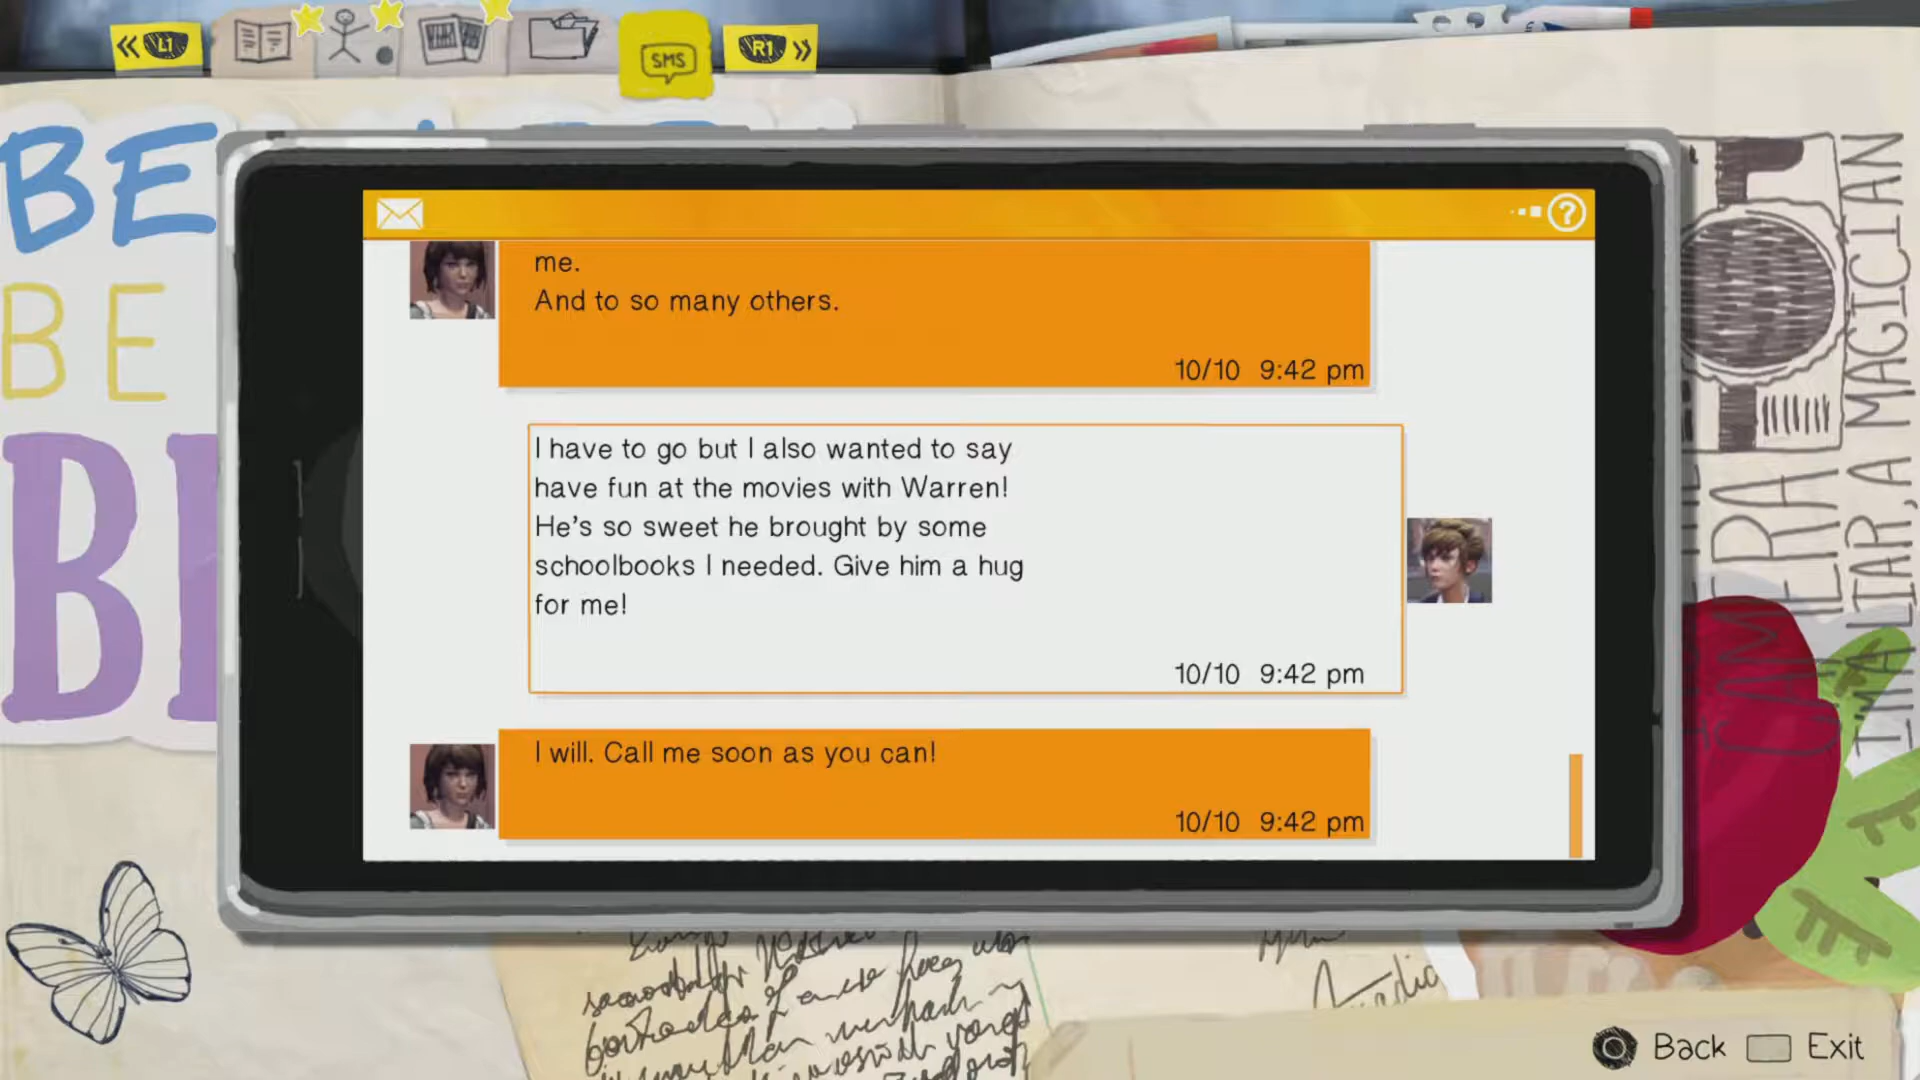 L1
SMS
R1
BE
BE
me.
And to so many others.
10/10 9:42 pm
I have to go but I also wanted to say
have fun at the movies with Warren!
He's so sweet he brought by some
schoolbooks I needed. Give him a hug
for me!
10/10 9:42 pm
I will. Call me soon as you can!
10/10 9:42 pm
CAMERA
LIAR, A MAGICIAN
Back
Exit